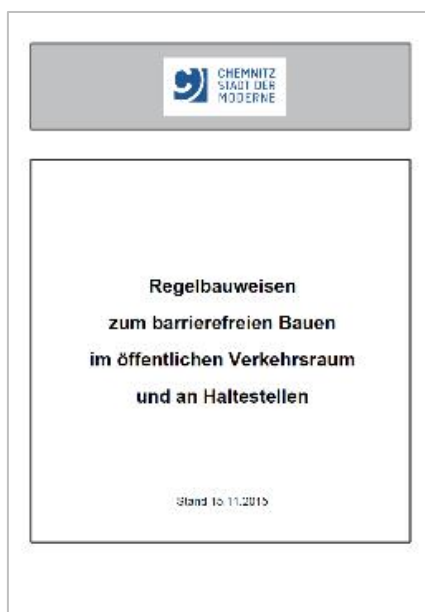 CHEMNITZ
STADT DER
MODERNE
Regelbauweisen
zum barrierefreien Bauen
im öffentlichen Verkehrsraum
und an Haltestellen
Stand 15.11.2015